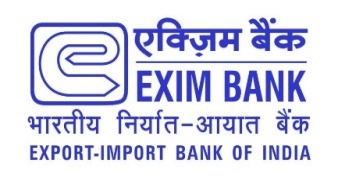 एक्ज़िम बैंक
EXIM BANK
भारतीय निर्यात-आयात बैंक
EXPORT-IMPORT BANK OF INDIA